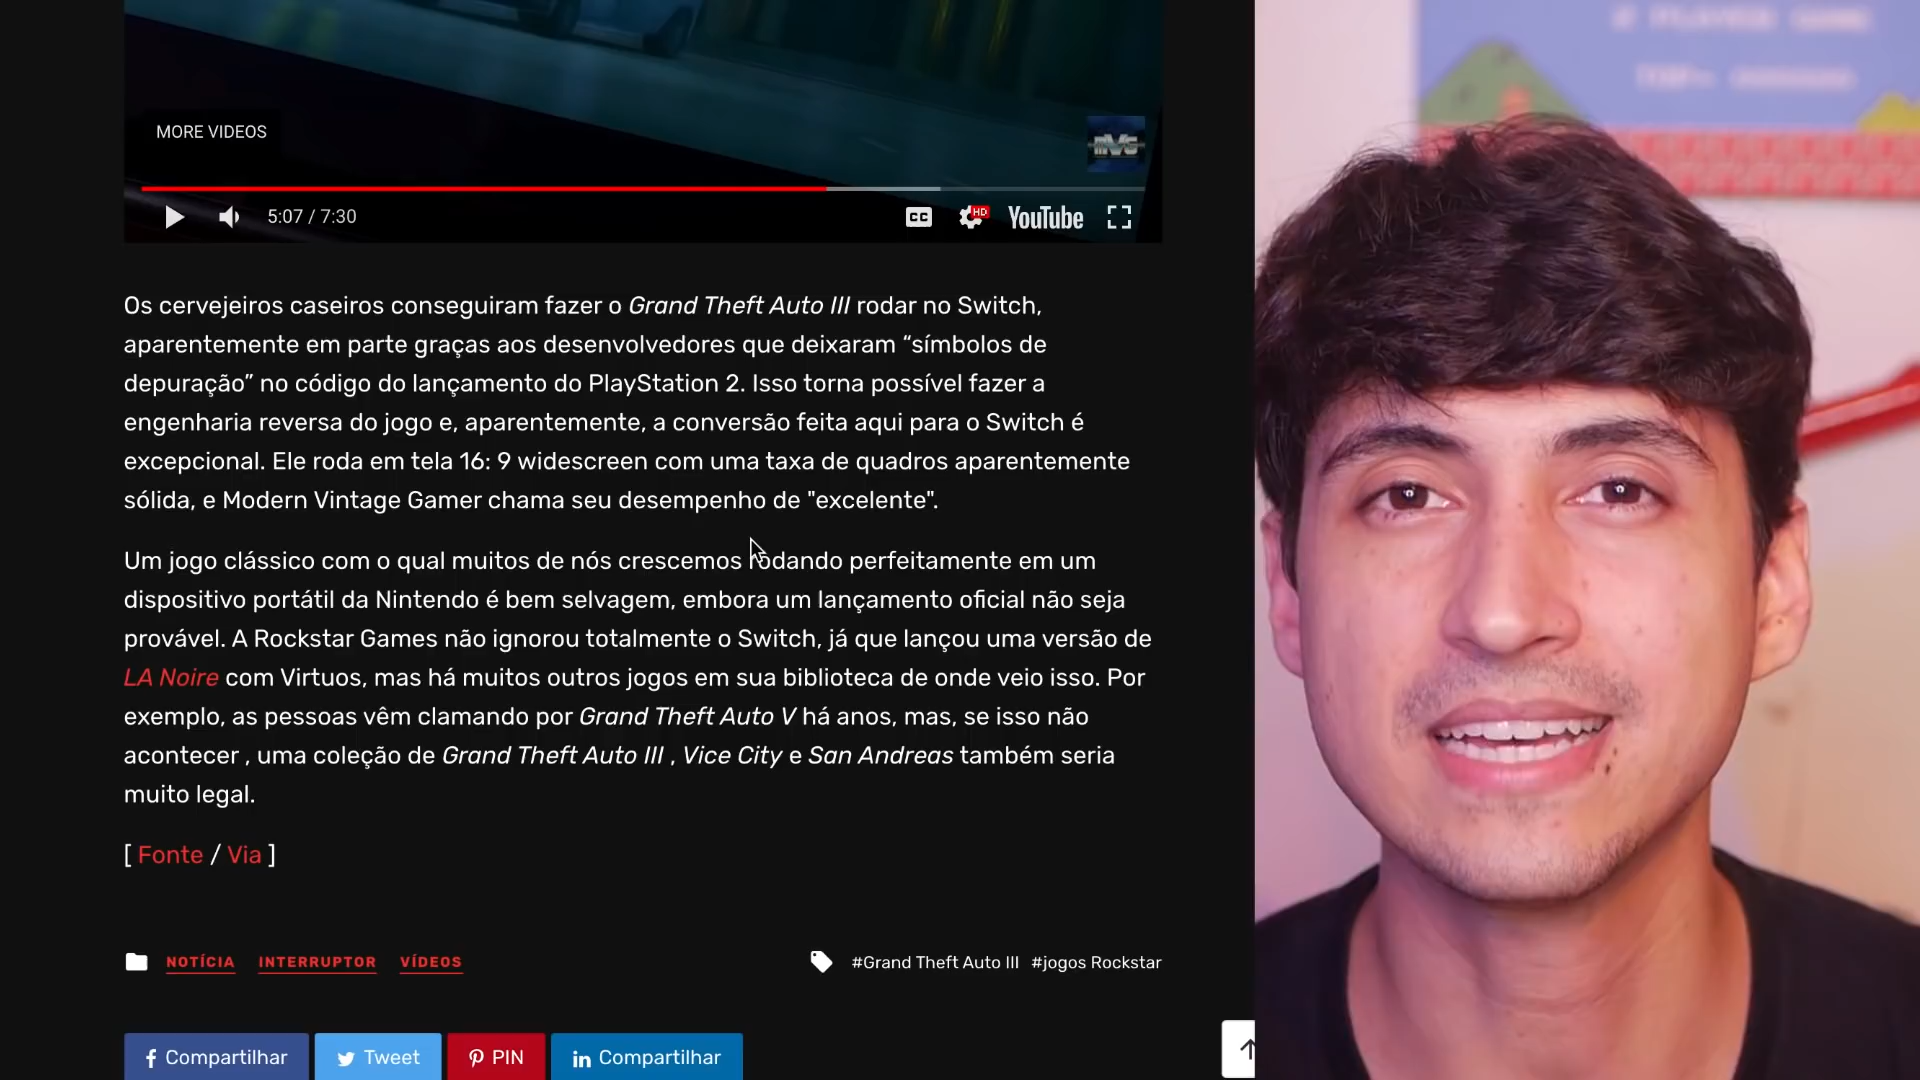 1 PLAYER GAME
TOP-
MORE VIDEOS
mVG
5:07 / 7:30
CC
HD
YouTube
Os cervejeiros caseiros conseguiram fazer o Grand Theft Auto III rodar no Switch,
aparentemente em parte graças aos desenvolvedores que deixaram “símbolos de
depuração” no código do lançamento do PlayStation 2. Isso torna possível fazer a
engenharia reversa do jogo e, aparentemente, a conversão feita aqui para o Switch é
excepcional. Ele roda em tela 16: 9 widescreen com uma taxa de quadros aparentemente
sólida, e Modern Vintage Gamer chama seu desempenho de "excelente".
Um jogo clássico com o qual muitos de nós crescemos rodando perfeitamente em um
dispositivo portátil da Nintendo é bem selvagem, embora um lançamento oficial não seja
provável. A Rockstar Games não ignorou totalmente o Switch, já que lançou uma versão de
LA Noire com Virtuos, mas há muitos outros jogos em sua biblioteca de onde veio isso. Por
exemplo, as pessoas vêm clamando por Grand Theft Auto V há anos, mas, se isso não
acontecer , uma coleção de Grand Theft Auto III , Vice City e San Andreas também seria
muito legal.
[ Fonte / Via ]
NOTÍCIA INTERRUPTOR VÍDEOS
#Grand Theft Auto III #jogos Rockstar
Compartilhar Tweet PIN Compartilhar